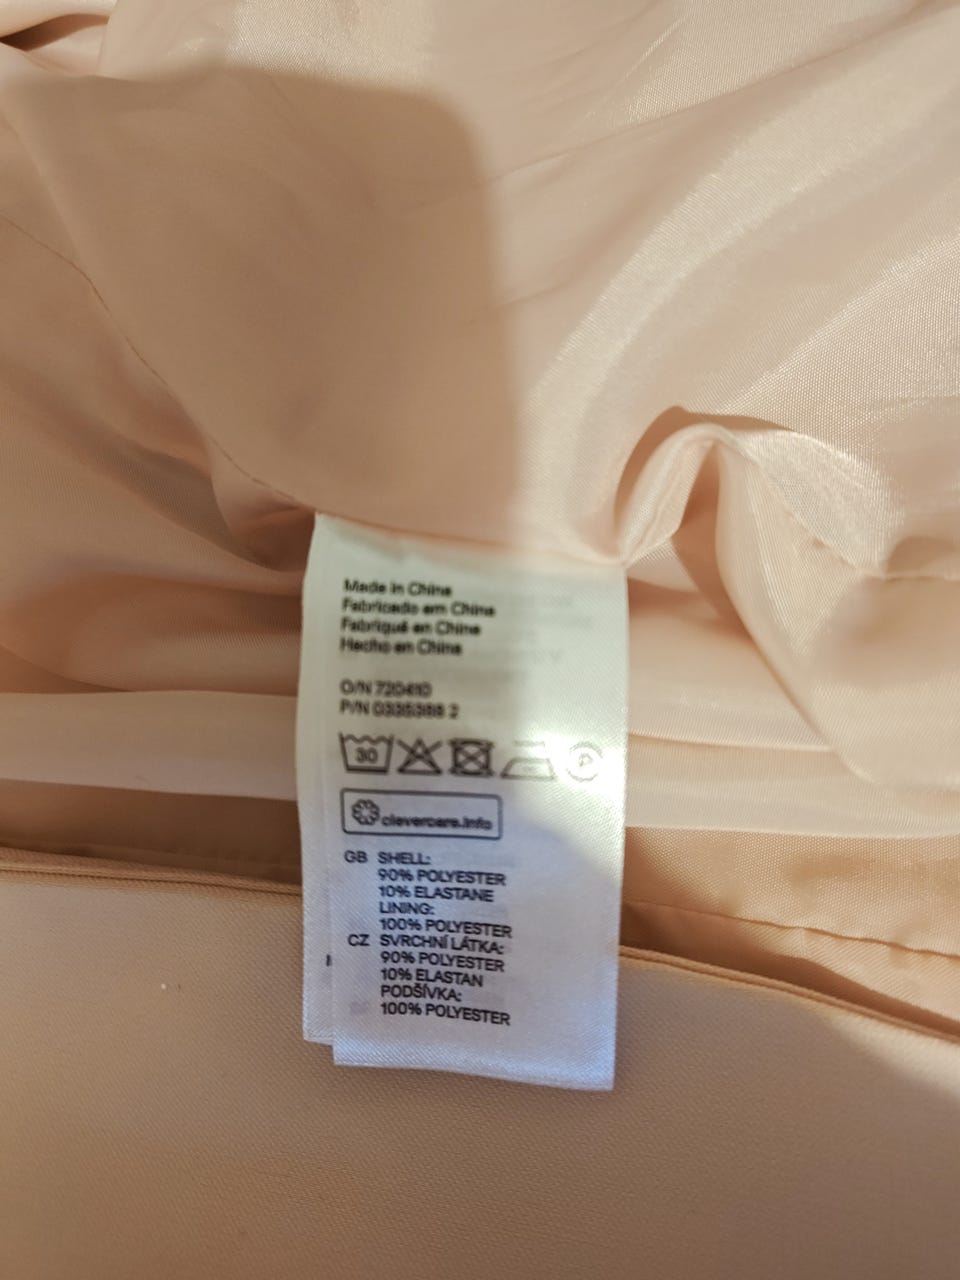 Made in China
Fabricado em China
Fabriqué en China
Hecho en China
O/N 720410
P/N 0335388 2
30
P
clevercare.info
GB SHELL:
90% POLYESTER
10% ELASTANE
LINING:
100% POLYESTER
CZ SVRCHNÍ LÁTKA:
90% POLYESTER
10% ELASTAN
PODŠÍVKA:
100% POLYESTER